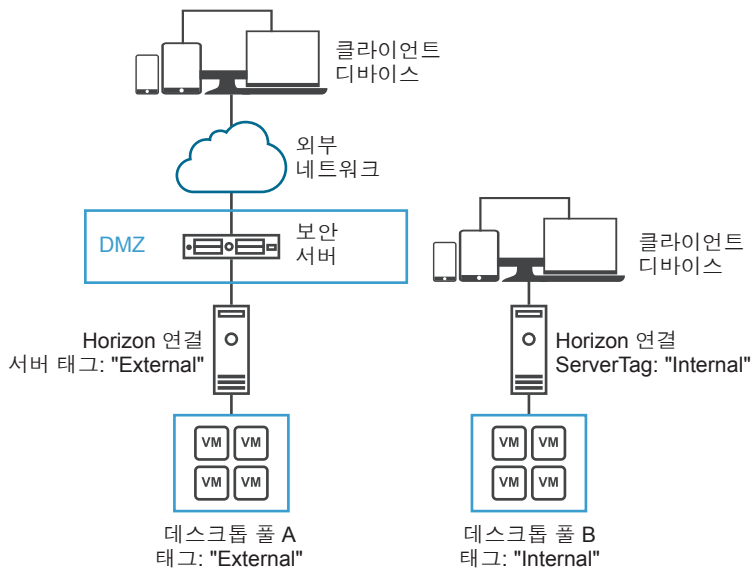 클라이언트
디바이스
외부
네트워크
DMZ
보안
서버
Horizon 연결
서버 태그: "External"
VM VM
VM VM
데스크톱 풀 A
태그: "External"
클라이언트
디바이스
Horizon 연결
ServerTag: "Internal"
VM VM
VM VM
데스크톱 풀 B
태그: "Internal"